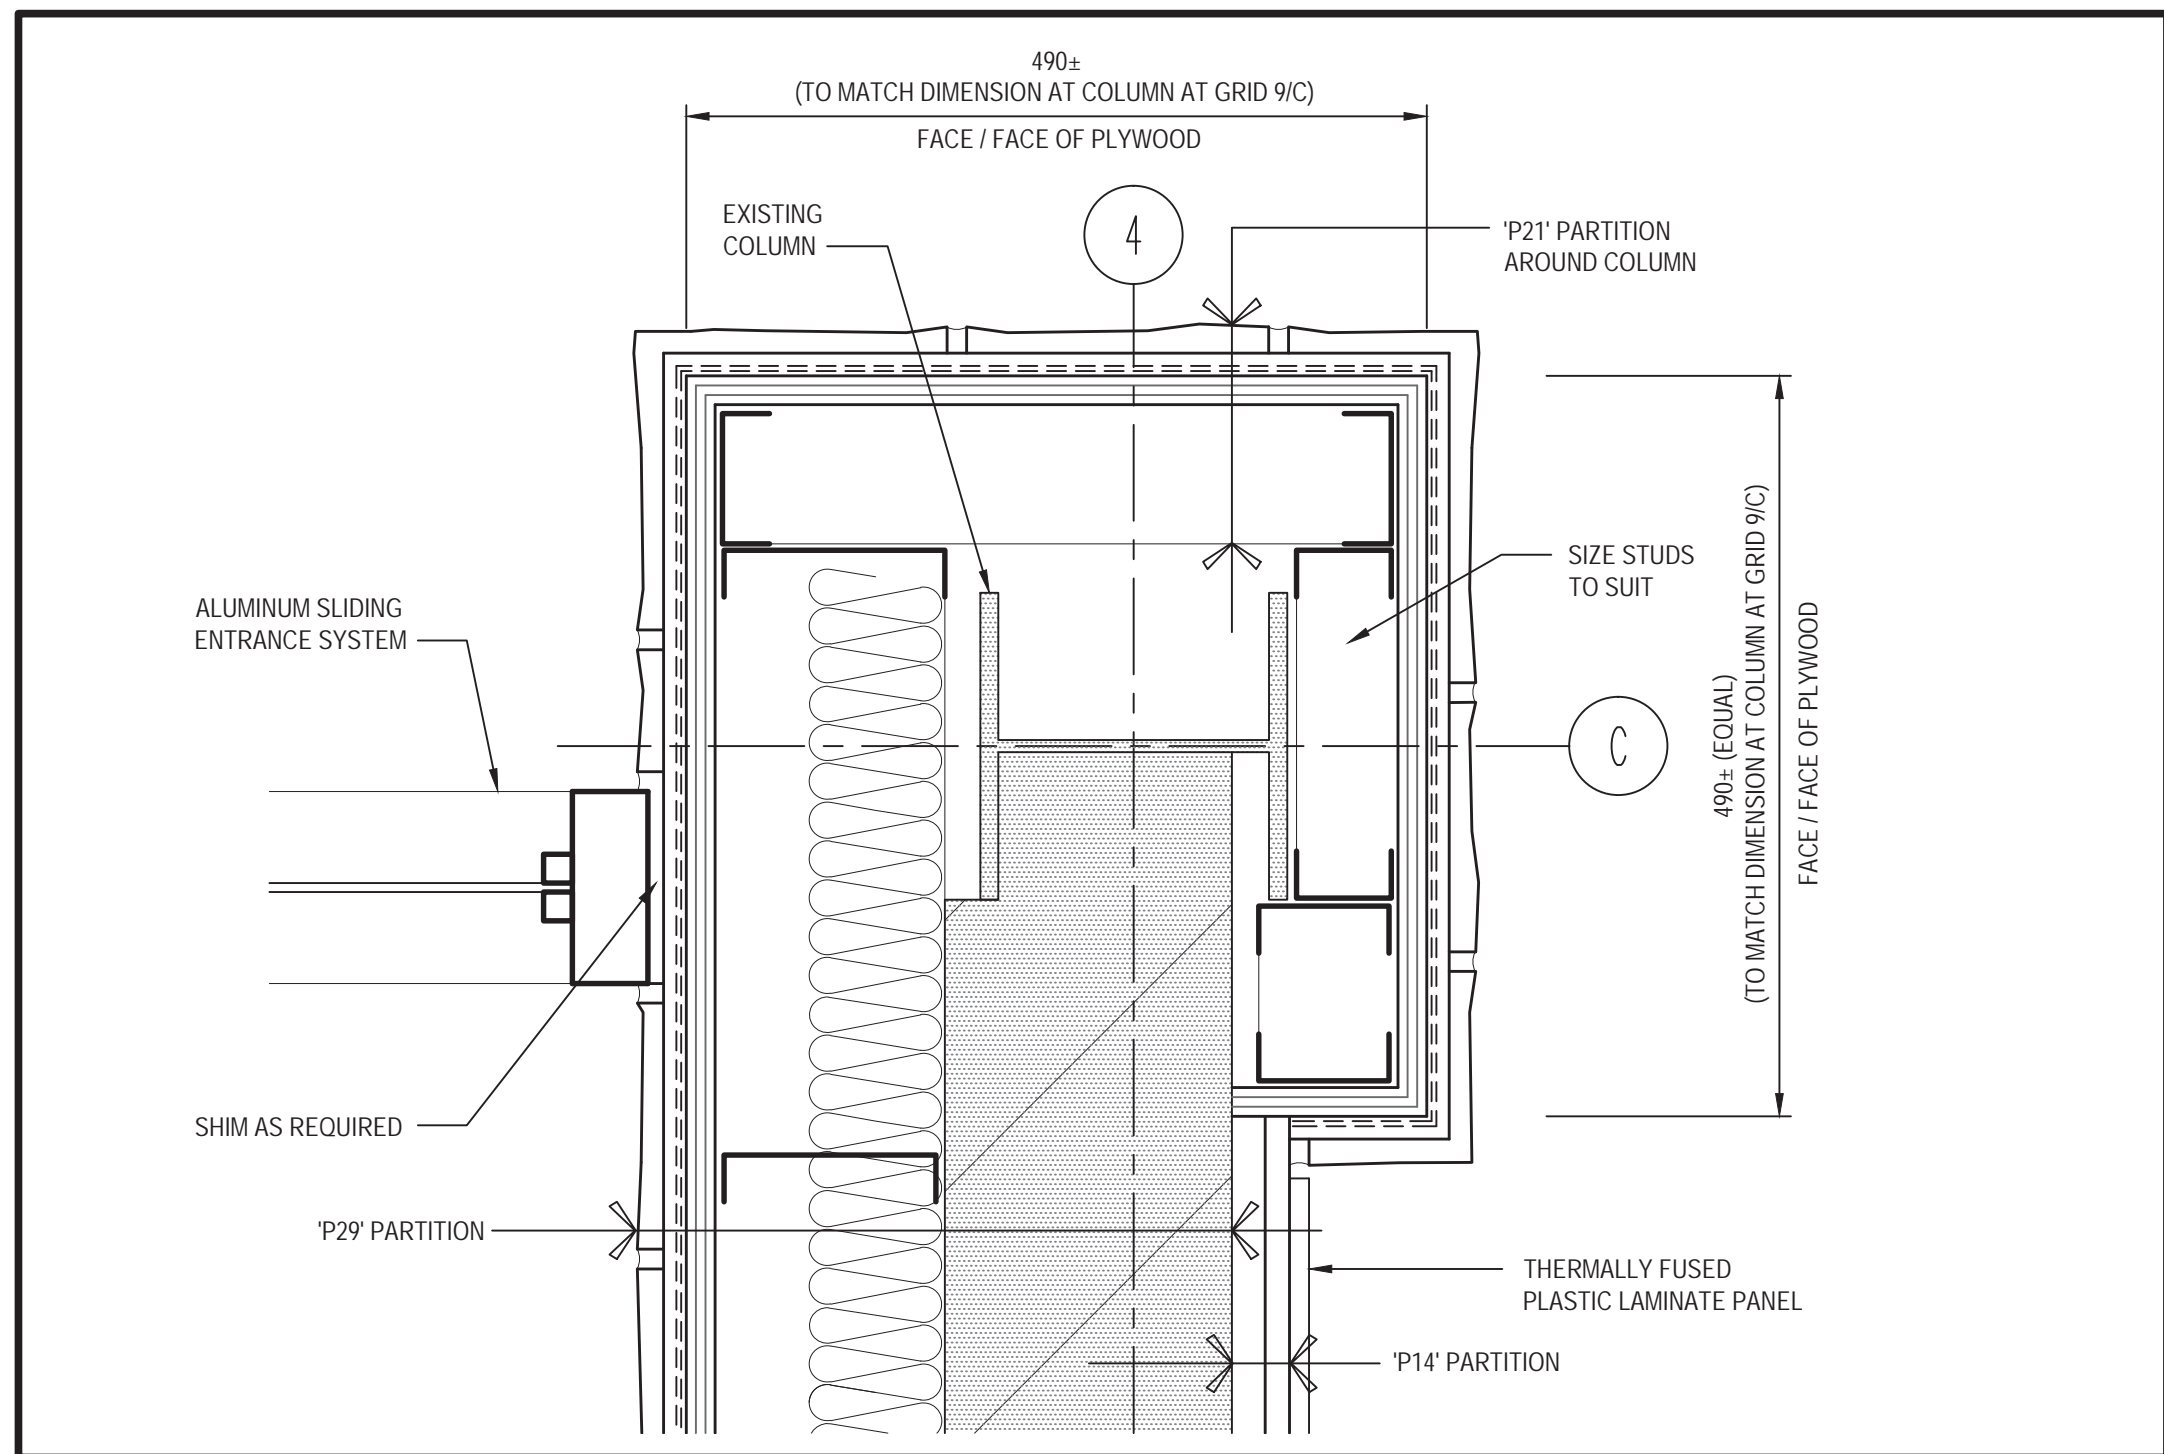 490±
(TO MATCH DIMENSION AT COLUMN AT GRID 9/C)
FACE / FACE OF PLYWOOD
EXISTING
COLUMN
4
'P21' PARTITION
AROUND COLUMN
SIZE STUDS
TO SUIT
ALUMINUM SLIDING
ENTRANCE SYSTEM
C
490± (EQUAL)
(TO MATCH DIMENSION AT COLUMN AT GRID 9/C)
FACE / FACE OF PLYWOOD
SHIM AS REQUIRED
'P29' PARTITION
THERMALLY FUSED
PLASTIC LAMINATE PANEL
'P14' PARTITION